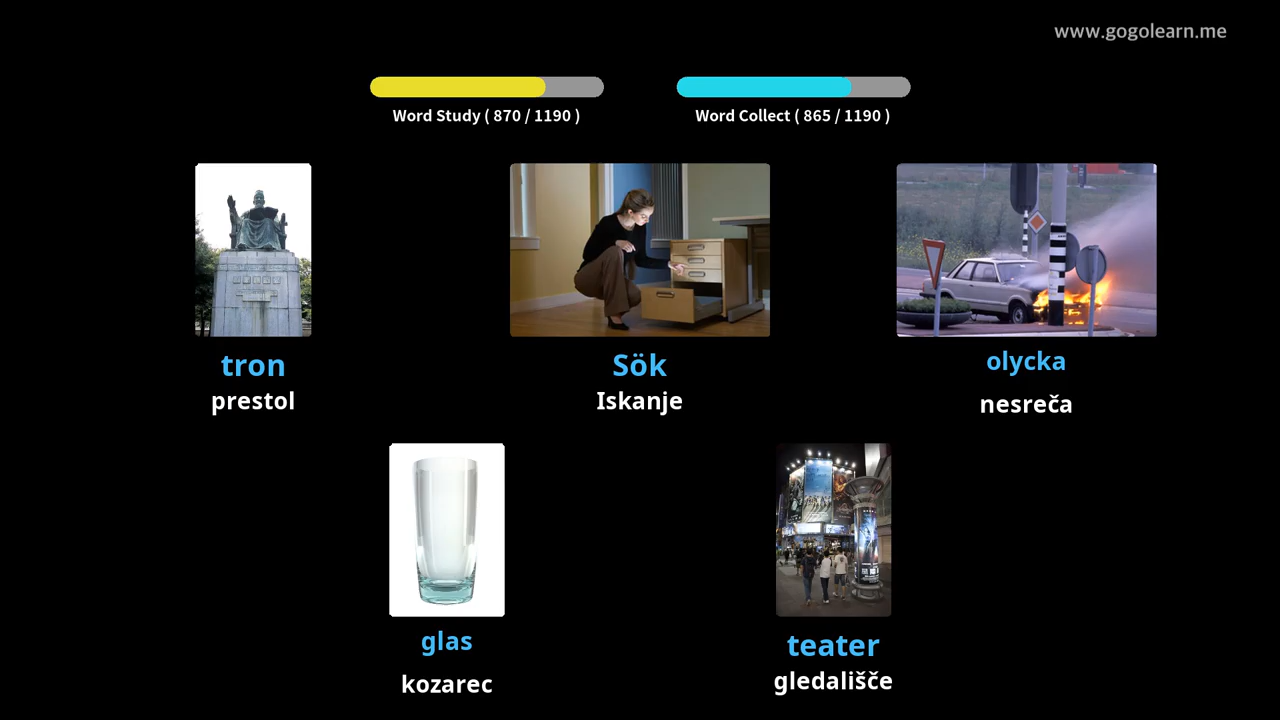 www.gogolearn.me
Word Study ( 870 / 1190 )
Word Collect ( 865 / 1190 )
tron
prestol
Sök
Iskanje
olycka
nesreča
glas
kozarec
teater
gledališče